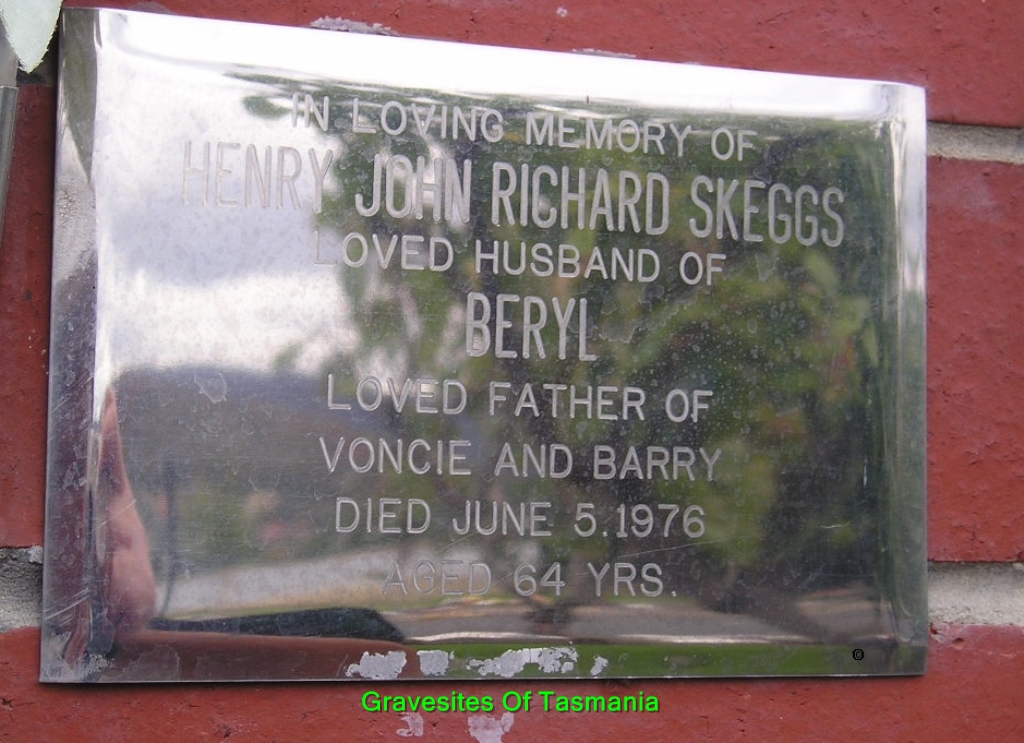 IN LOVING MEMORY OF
HENRY JOHN RICHARD SKEGGS
LOVED HUSBAND OF
BERYL
LOVED FATHER OF
VONCIE AND BARRY
DIED JUNE 5.1976
AGED 64 YRS.
©
Gravesites Of Tasmania